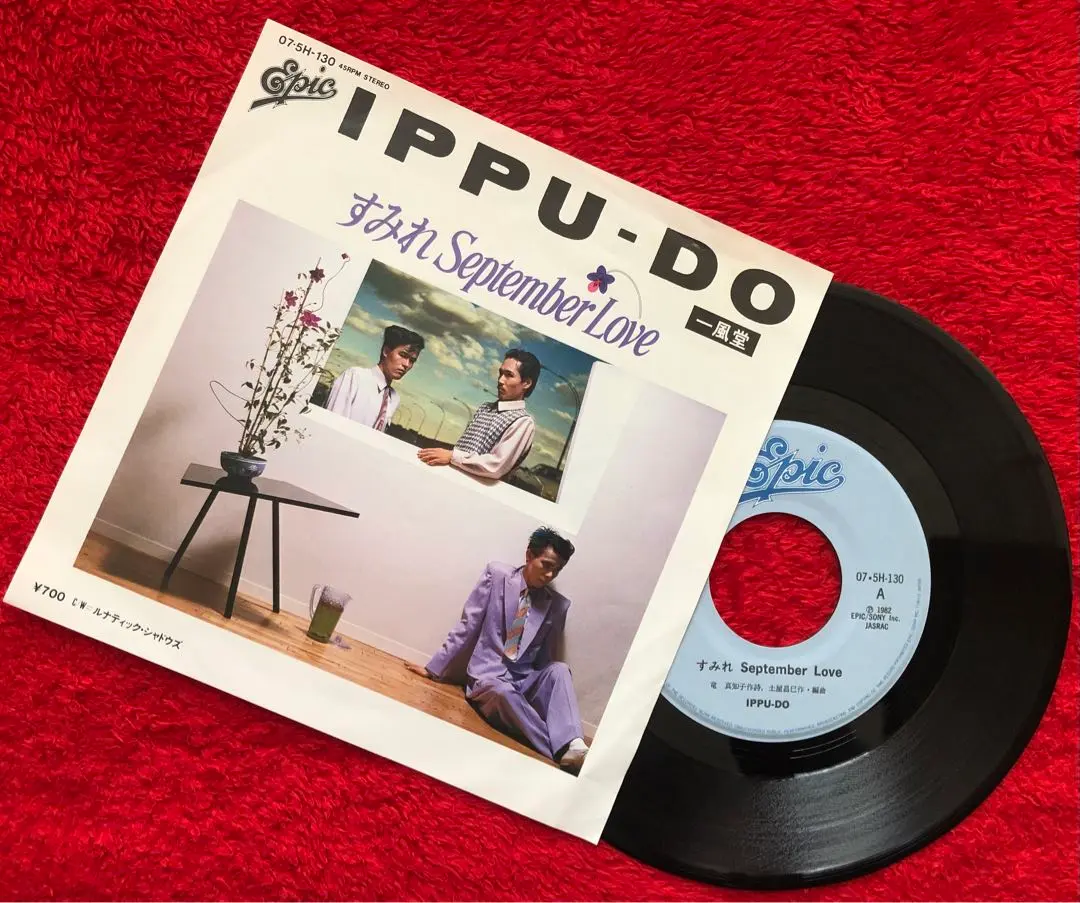 07・5H-130 45RPM STEREO
Epic
IPPU-DO
すみれ September Love
一風堂
¥700 C/W=ルナティック・シャドウズ
Epic
07・5H-130
A
Ⓟ 1982
EPIC/SONY Inc.
JASRAC
すみれ September Love
竜 真知子作詩, 土屋昌巳作・編曲
IPPU-DO